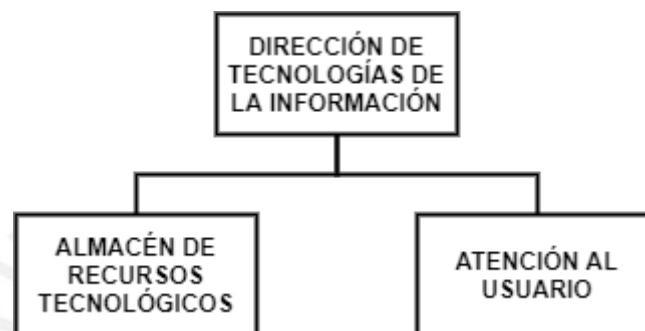 DIRECCIÓN DE
TECNOLOGÍAS DE
LA INFORMACIÓN
ALMACÉN DE
RECURSOS
TECNOLÓGICOS
ATENCIÓN AL
USUARIO